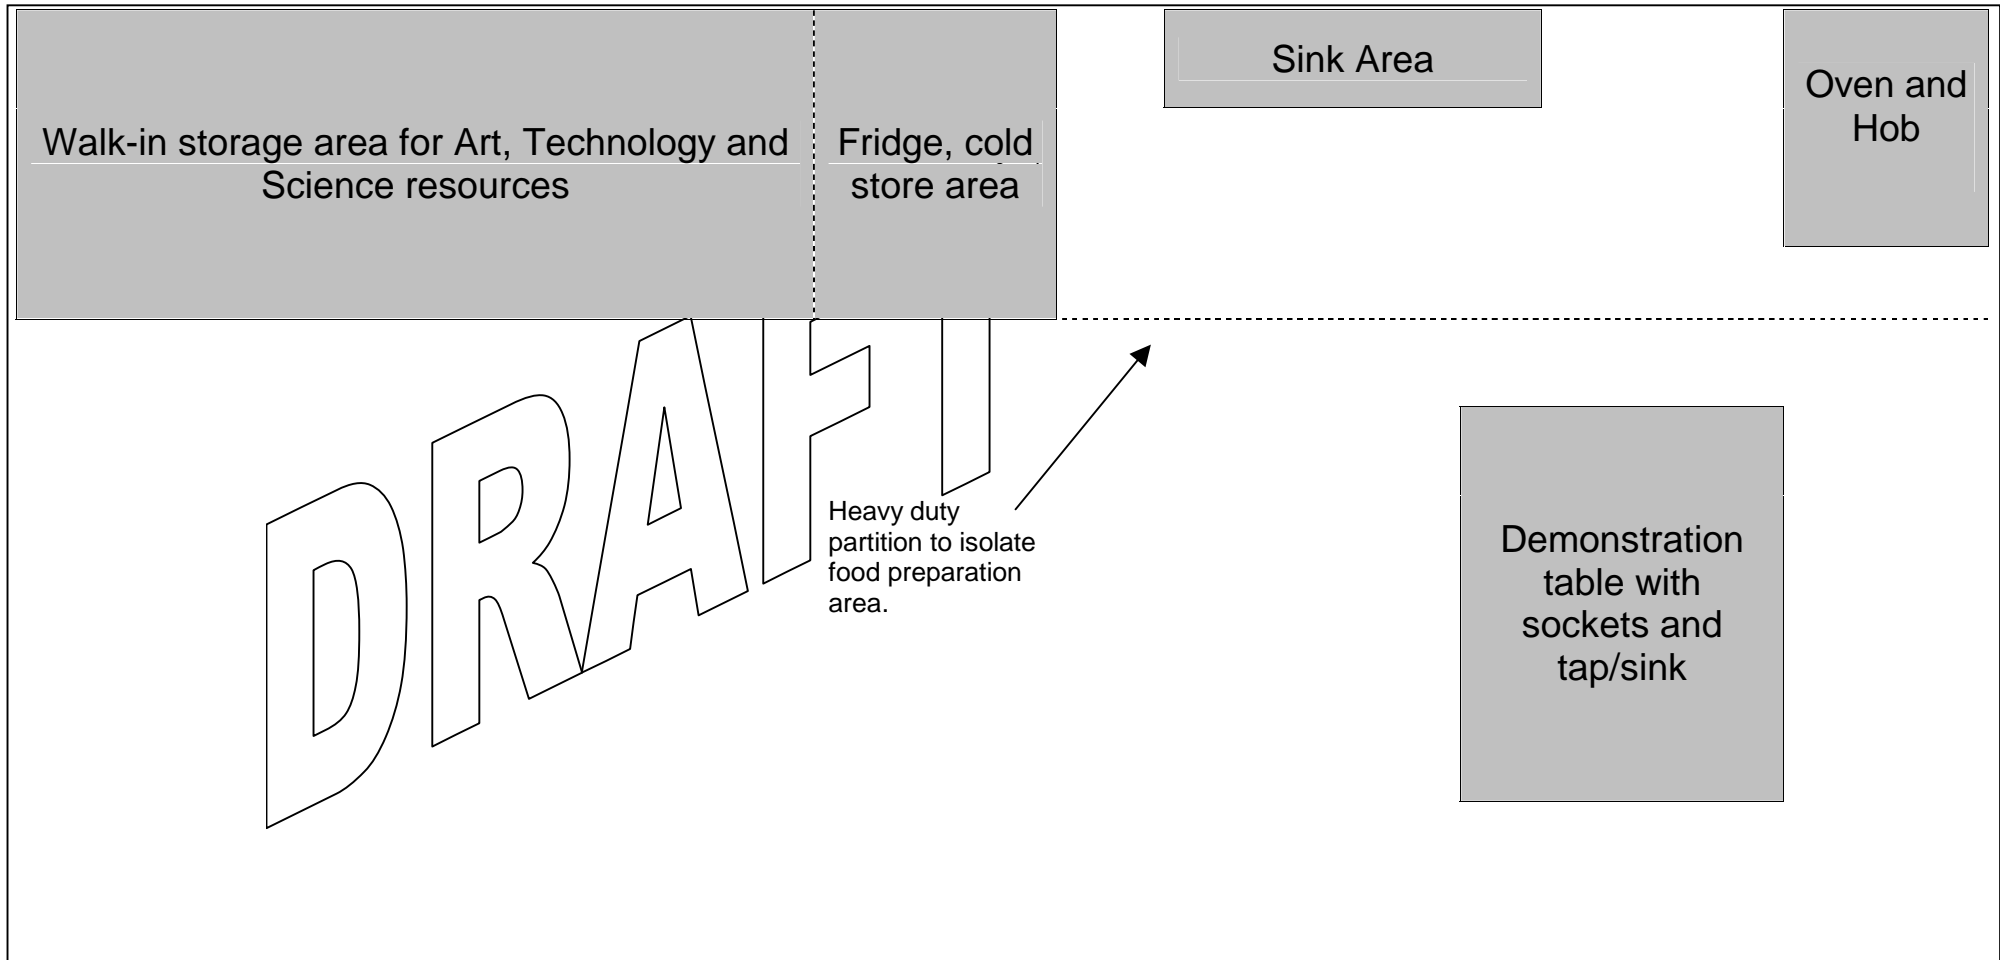 Walk-in storage area for Art, Technology and
Science resources
Fridge, cold
store area
Sink Area
Oven and
Hob
DRAFT
Heavy duty
partition to isolate
food preparation
area.
Demonstration
table with
sockets and
tap/sink